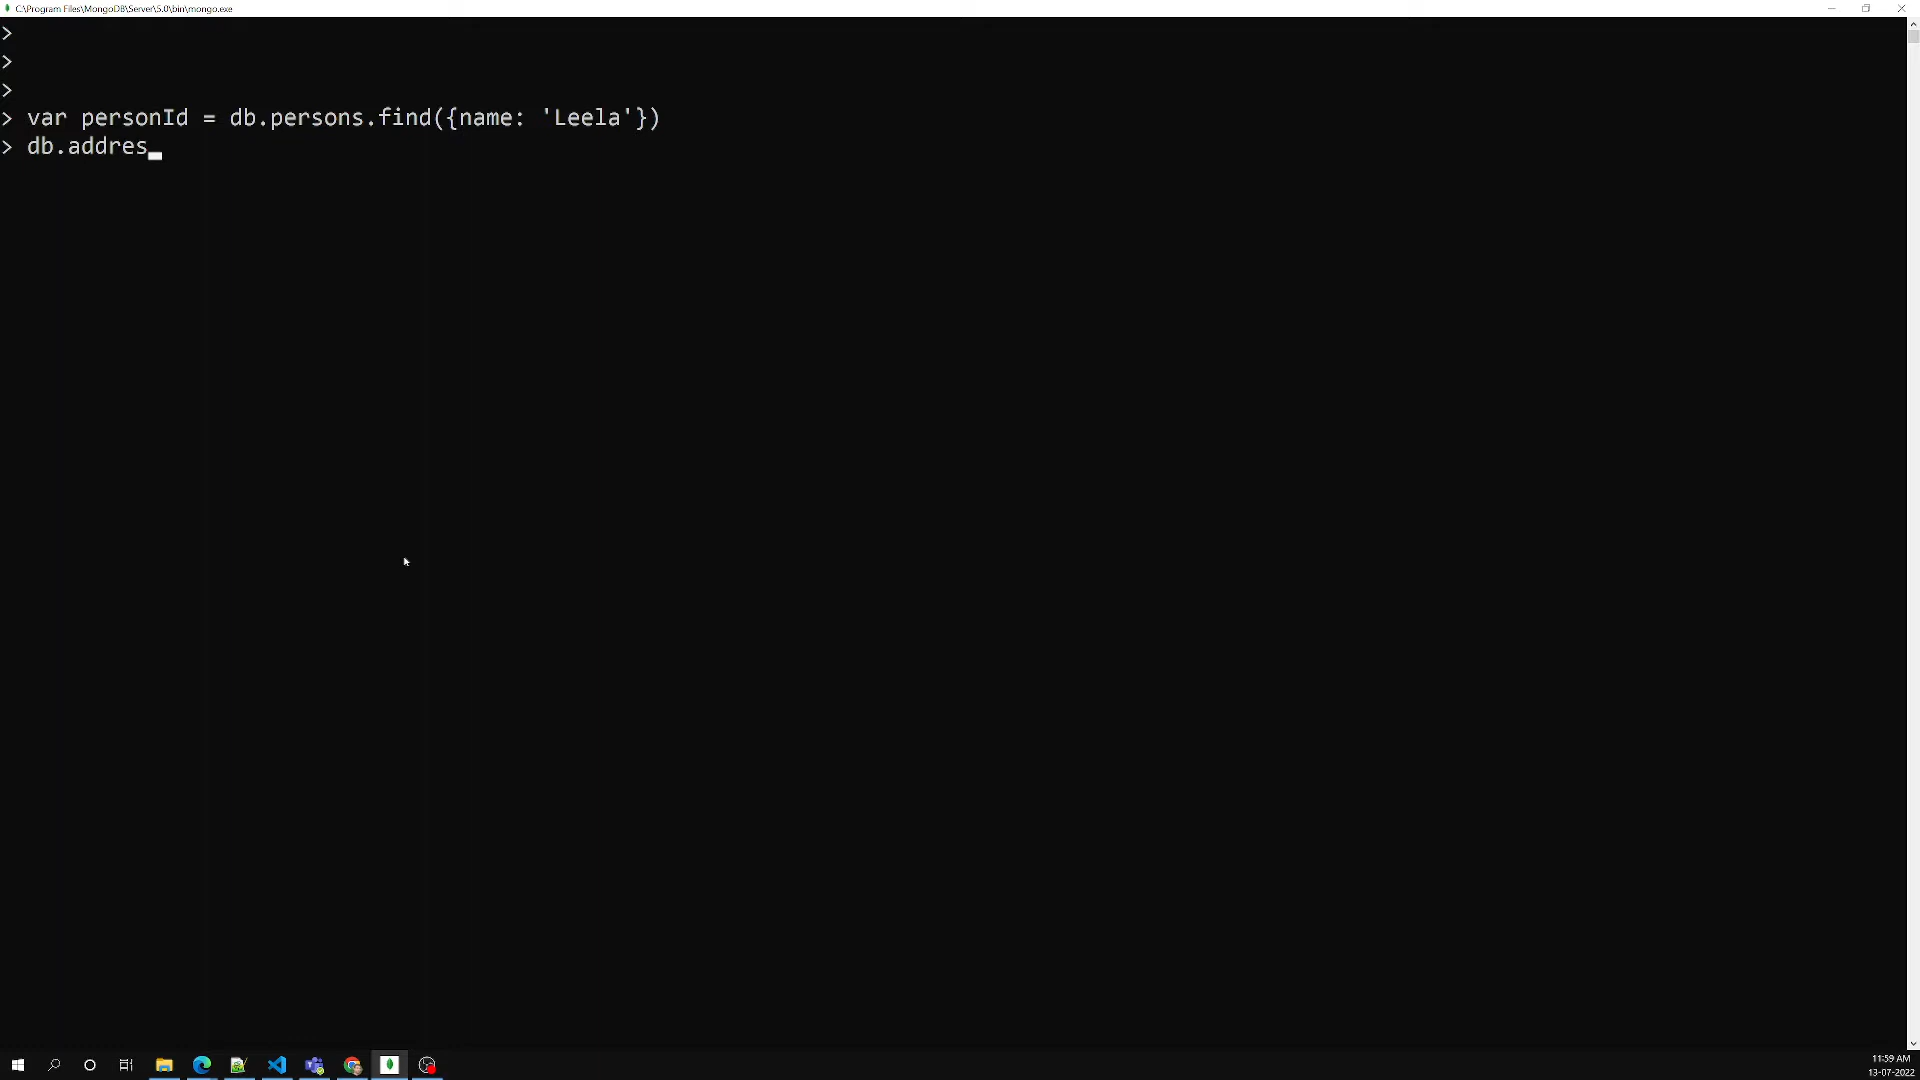 C:\Program Files\MongoDB\Server\5.0\bin\mongo.exe
>
>
>
> var personId = db.persons.find({name: 'Leela'})
> db.addres
11:59 AM
13-07-2022